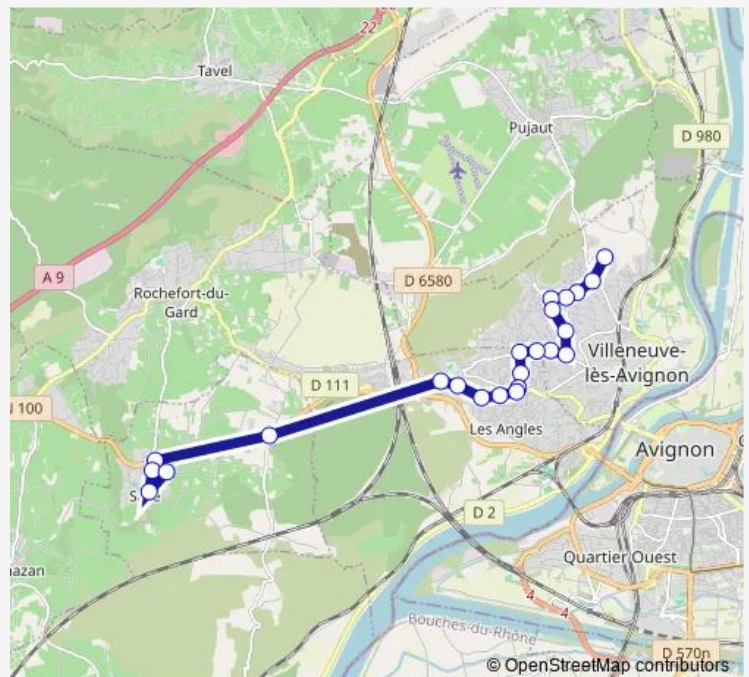 22
Tavel
Pujaut
D 980
A 9
Rochefort-du-
Gard
D 6580
Villeneuve-
lès-Avignon
D 111
N 100
Les Angles
Avignon
D 2
Quartier Ouest
4
4
Bouches-du-Rhône
D 570n
© OpenStreetMap contributors